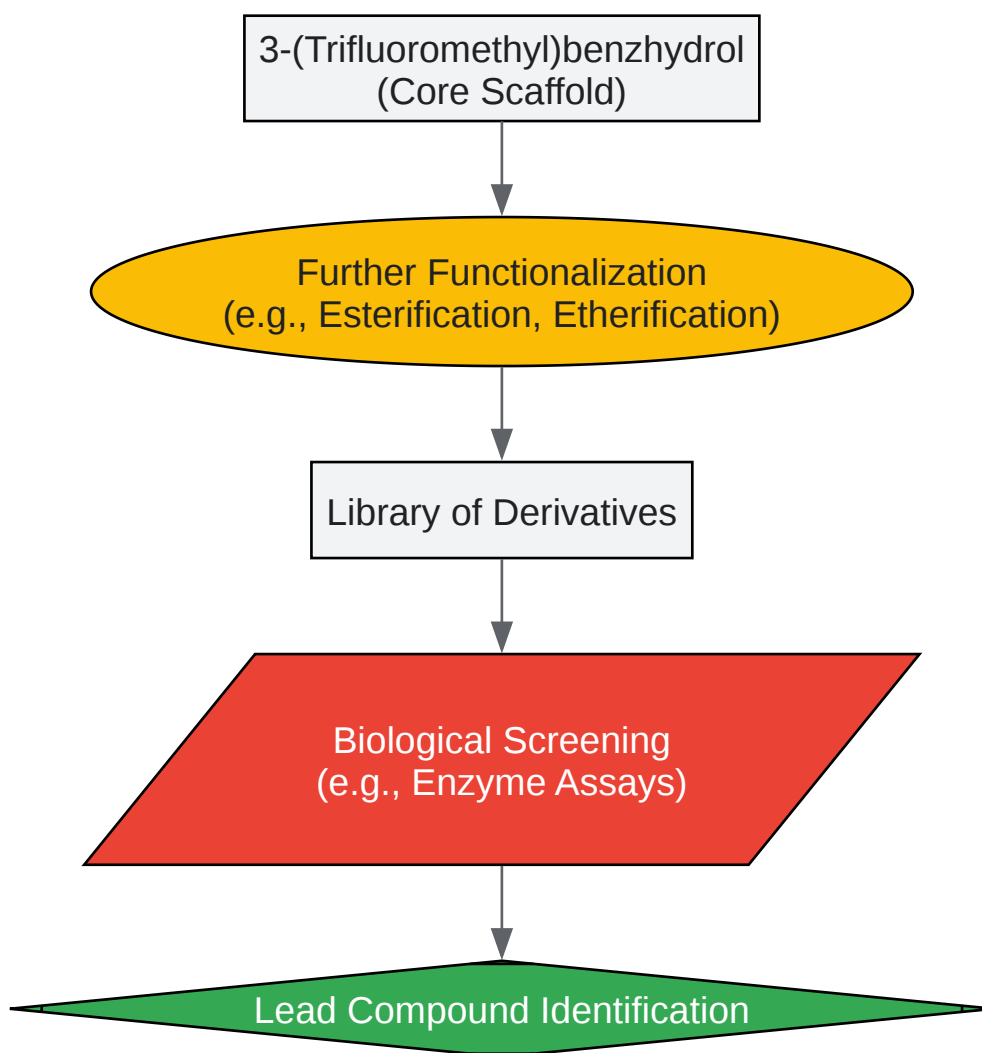 3-(Trifluoromethyl)benzhydrol
(Core Scaffold)
Further Functionalization
(e.g., Esterification, Etherification)
Library of Derivatives
Biological Screening
(e.g., Enzyme Assays)
Lead Compound Identification